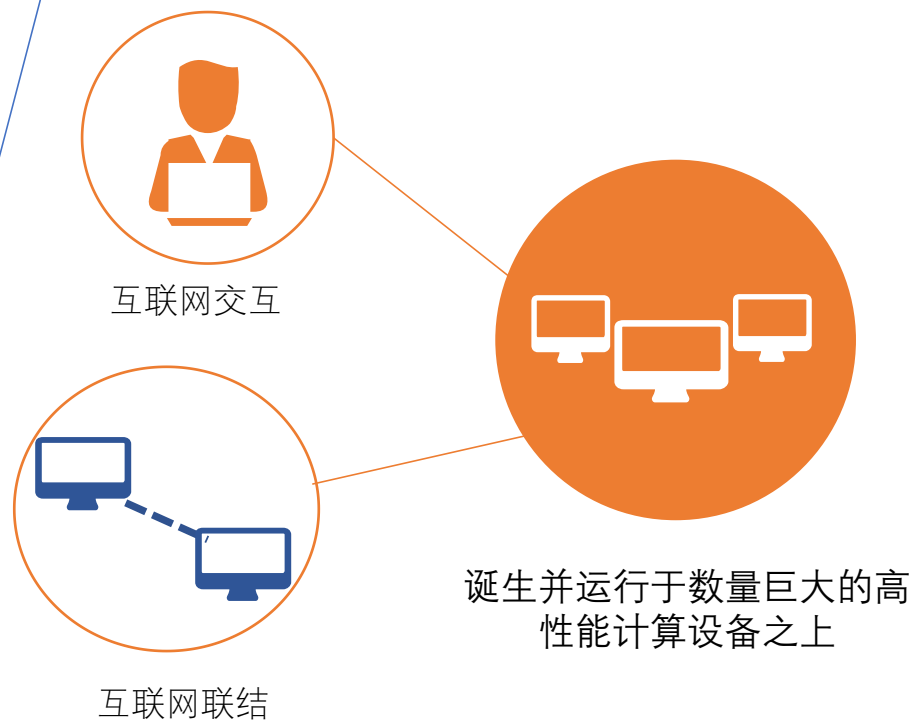 互联网交互
互联网联结
诞生并运行于数量巨大的高
性能计算设备之上